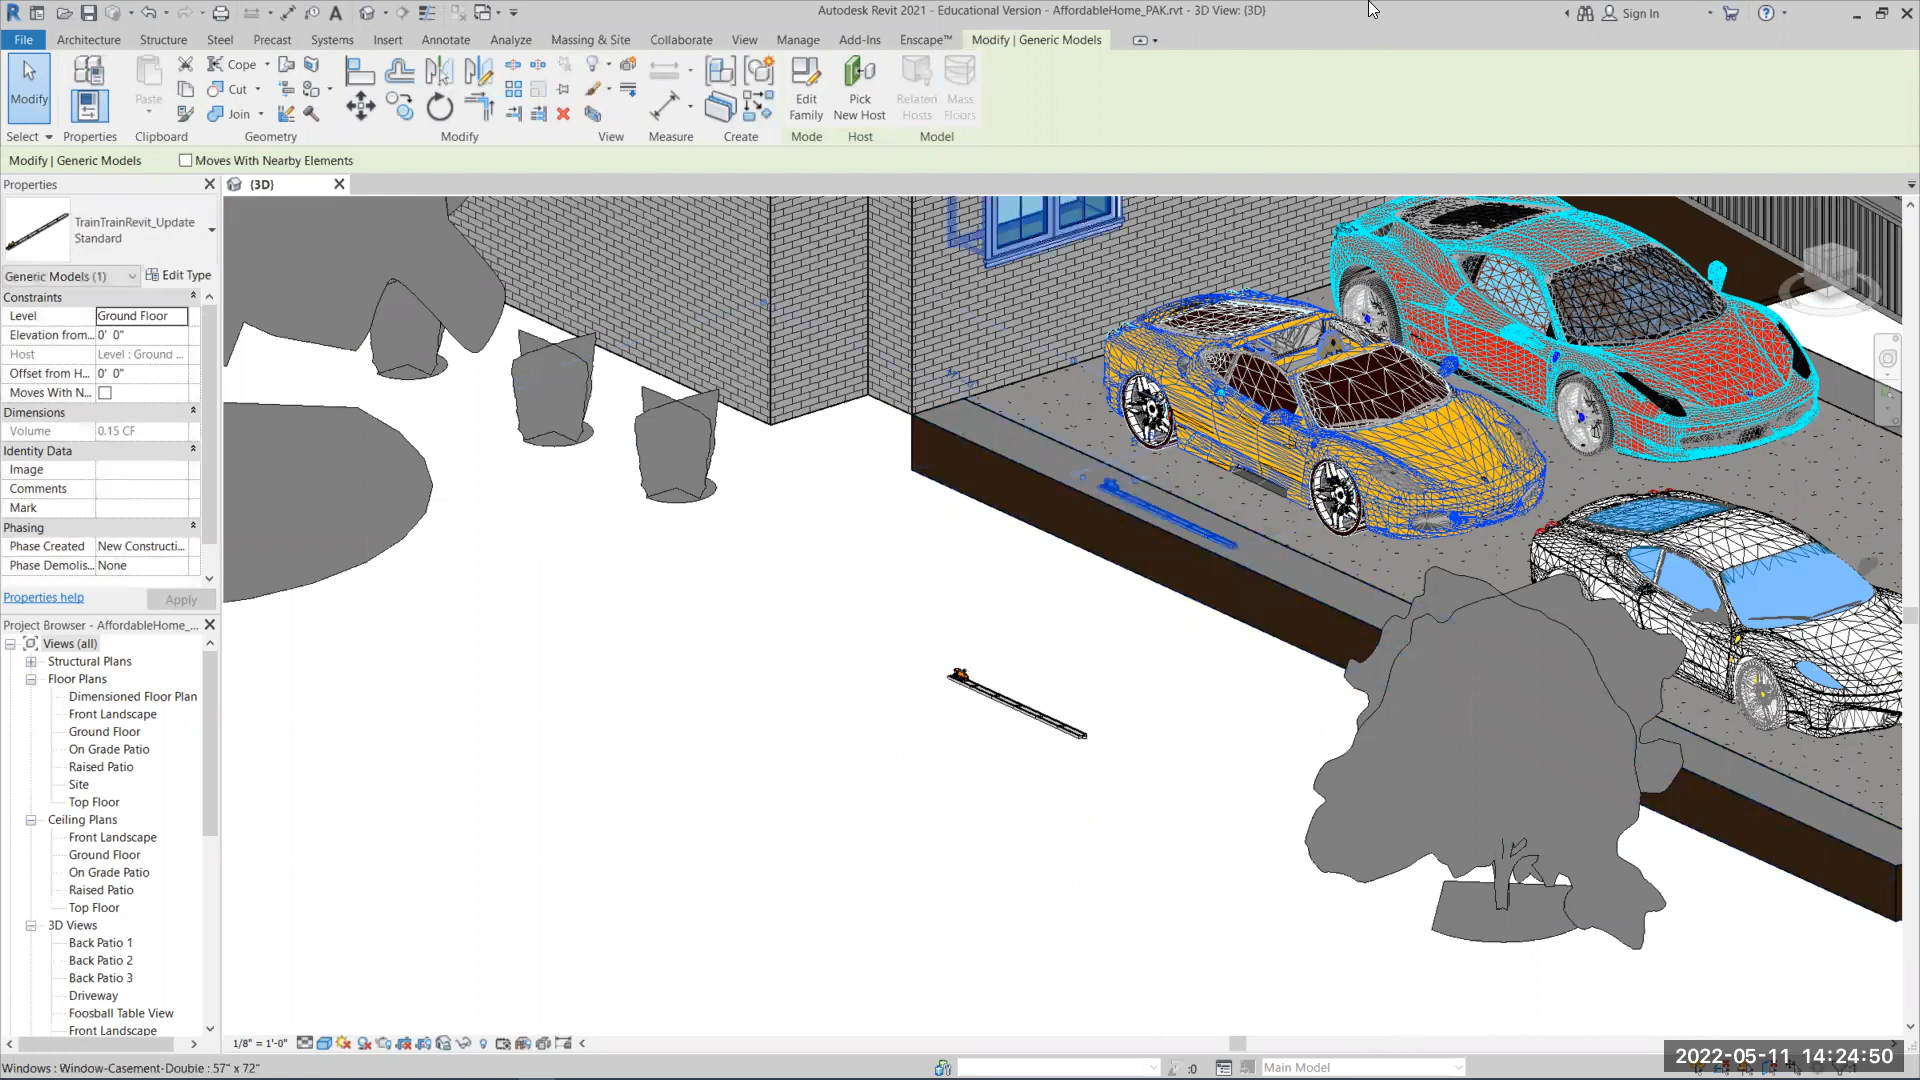 Autodesk Revit 2021 - Educational Version - AffordableHome_PAK.rvt - 3D View: {3D}
Sign In
File Architecture Structure Steel Precast Systems Insert Annotate Analyze Massing & Site Collaborate View Manage Add-Ins Enscape™ Modify | Generic Models
Modify
Paste
Cope
Cut
Join
Edit Family
Pick New Host
Related Hosts
Mass Floors
Select Properties Clipboard Geometry Modify View Measure Create Mode Host Model
Modify | Generic Models Moves With Nearby Elements
Properties
{3D}
TrainTrainRevit_Update
Standard
Generic Models (1) Edit Type
Constraints
Level Ground Floor
Elevation from... 0' 0"
Host Level : Ground ...
Offset from H... 0' 0"
Moves With N...
Dimensions
Volume 0.15 CF
Identity Data
Image
Comments
Mark
Phasing
Phase Created New Constructi...
Phase Demolis... None
Properties help Apply
Project Browser - AffordableHome_...
Views (all)
Structural Plans
Floor Plans
Dimensioned Floor Plan
Front Landscape
Ground Floor
On Grade Patio
Raised Patio
Site
Top Floor
Ceiling Plans
Front Landscape
Ground Floor
On Grade Patio
Raised Patio
Top Floor
3D Views
Back Patio 1
Back Patio 2
Back Patio 3
Driveway
Foosball Table View
Front Landscape
1/8" = 1'-0"
Windows : Window-Casement-Double : 57" x 72"
:0
Main Model
2022-05-11 14:24:50